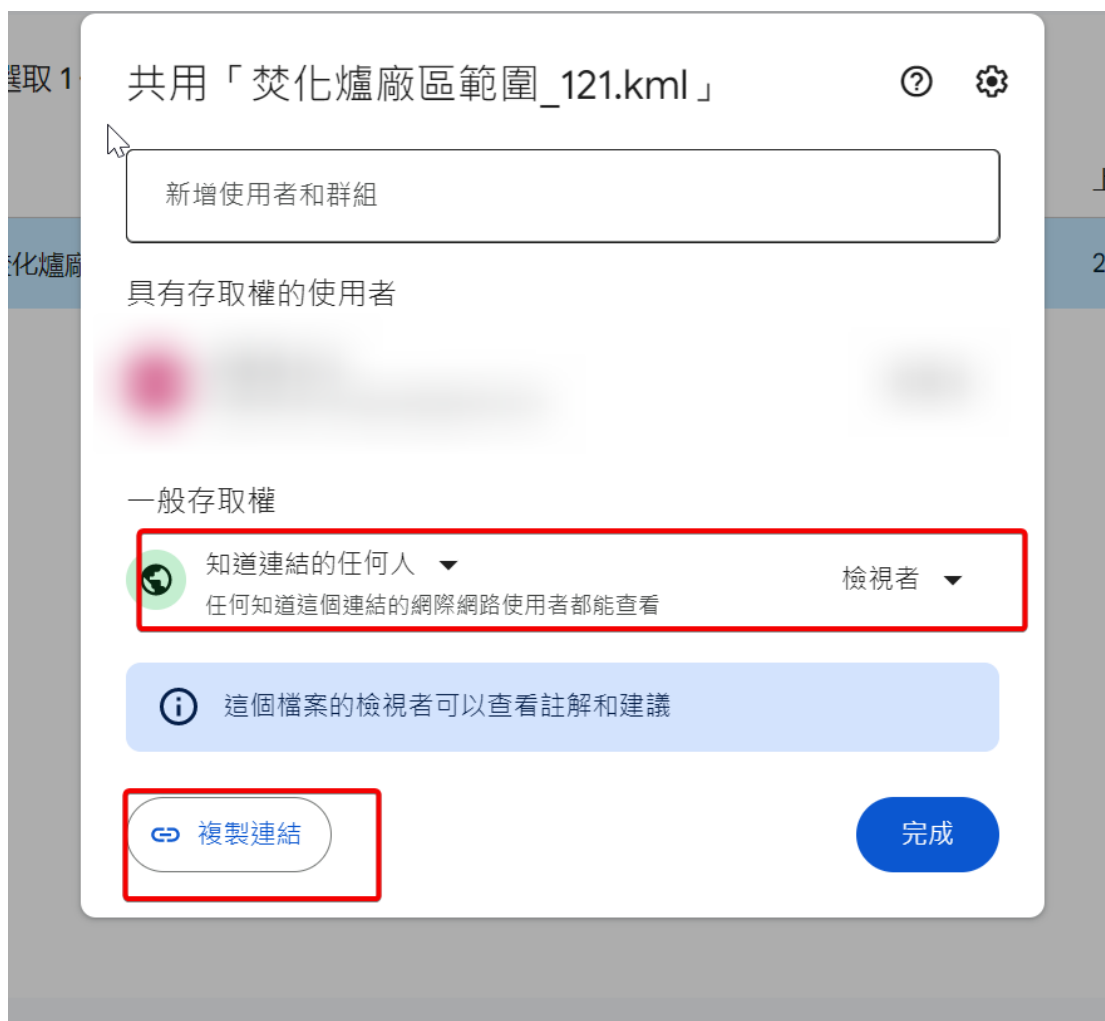 選取 1
共用「焚化爐廠區範圍_121.kml」
新增使用者和群組
上
化爐廠
2
具有存取權的使用者
一般存取權
知道連結的任何人
檢視者
任何知道這個連結的網際網路使用者都能查看
這個檔案的檢視者可以查看註解和建議
複製連結
完成